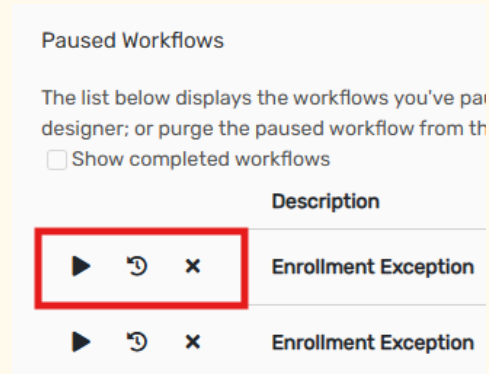 Paused Workflows
The list below displays the workflows you've pau
designer; or purge the paused workflow from th
Show completed workflows
Description
Enrollment Exception
Enrollment Exception